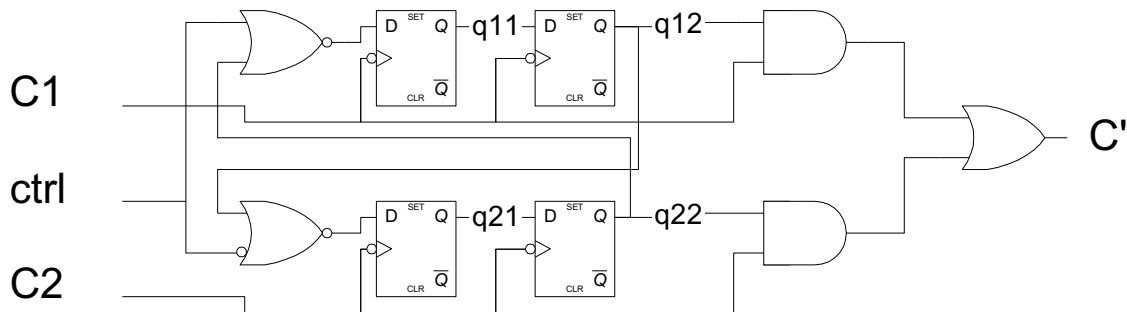 SET SET
D Q q11 D Q q12
Q Q
CLR CLR
C1
C'
ctrl
SET SET
D Q q21 D Q q22
Q Q
CLR CLR
C2